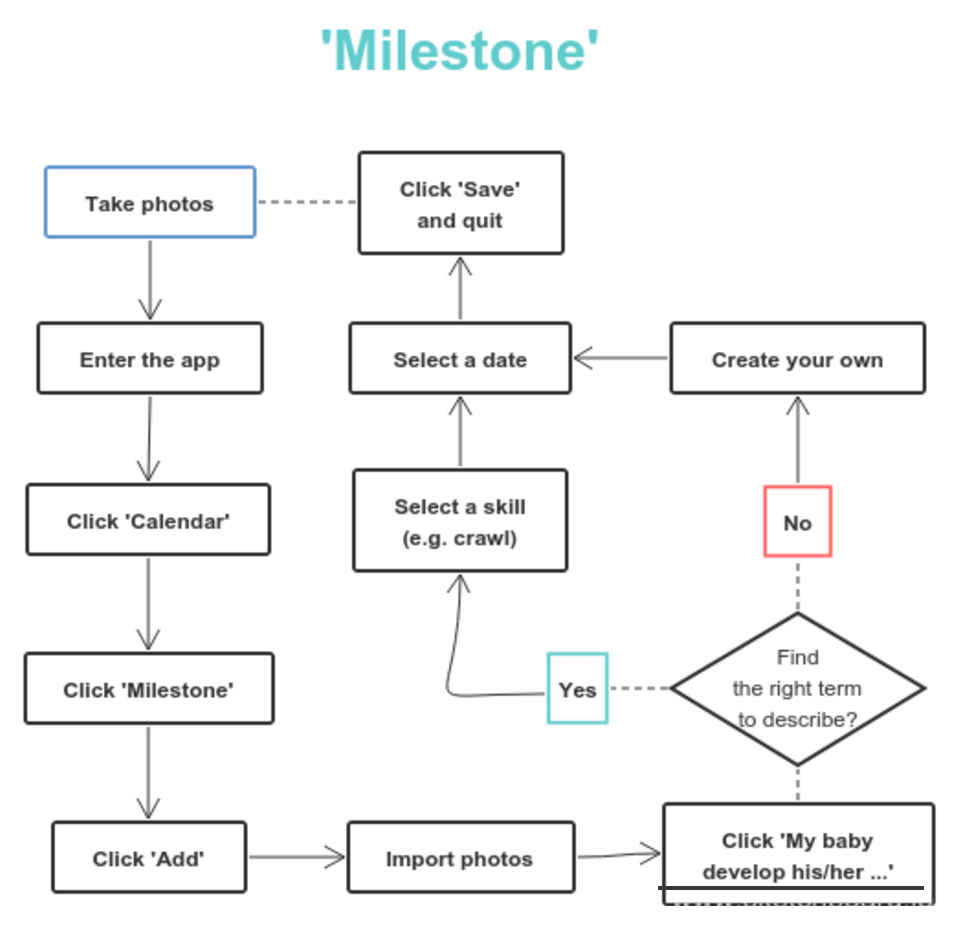 'Milestone'
Take photos
Click 'Save'
and quit
Enter the app
Select a date
Create your own
Click 'Calendar'
Select a skill
(e.g. crawl)
No
Click 'Milestone'
Yes
Find
the right term
to describe?
Click 'Add'
Import photos
Click 'My baby
develop his/her ...'